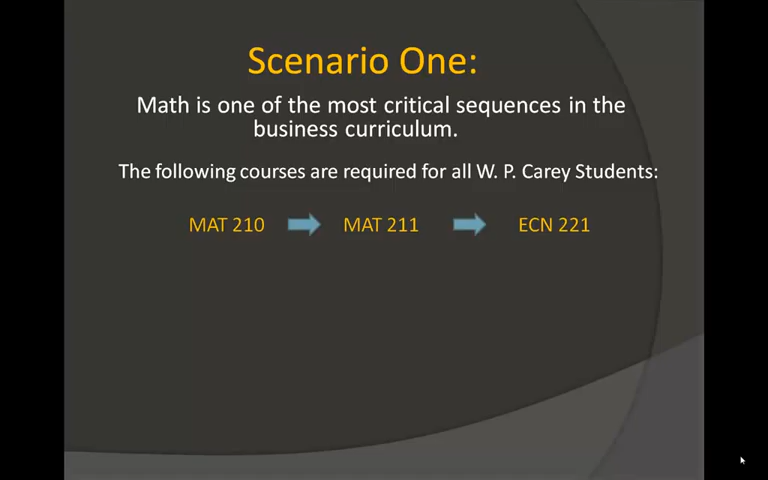 Scenario One:
Math is one of the most critical sequences in the
business curriculum.
The following courses are required for all W. P. Carey Students:
MAT 210 MAT 211 ECN 221